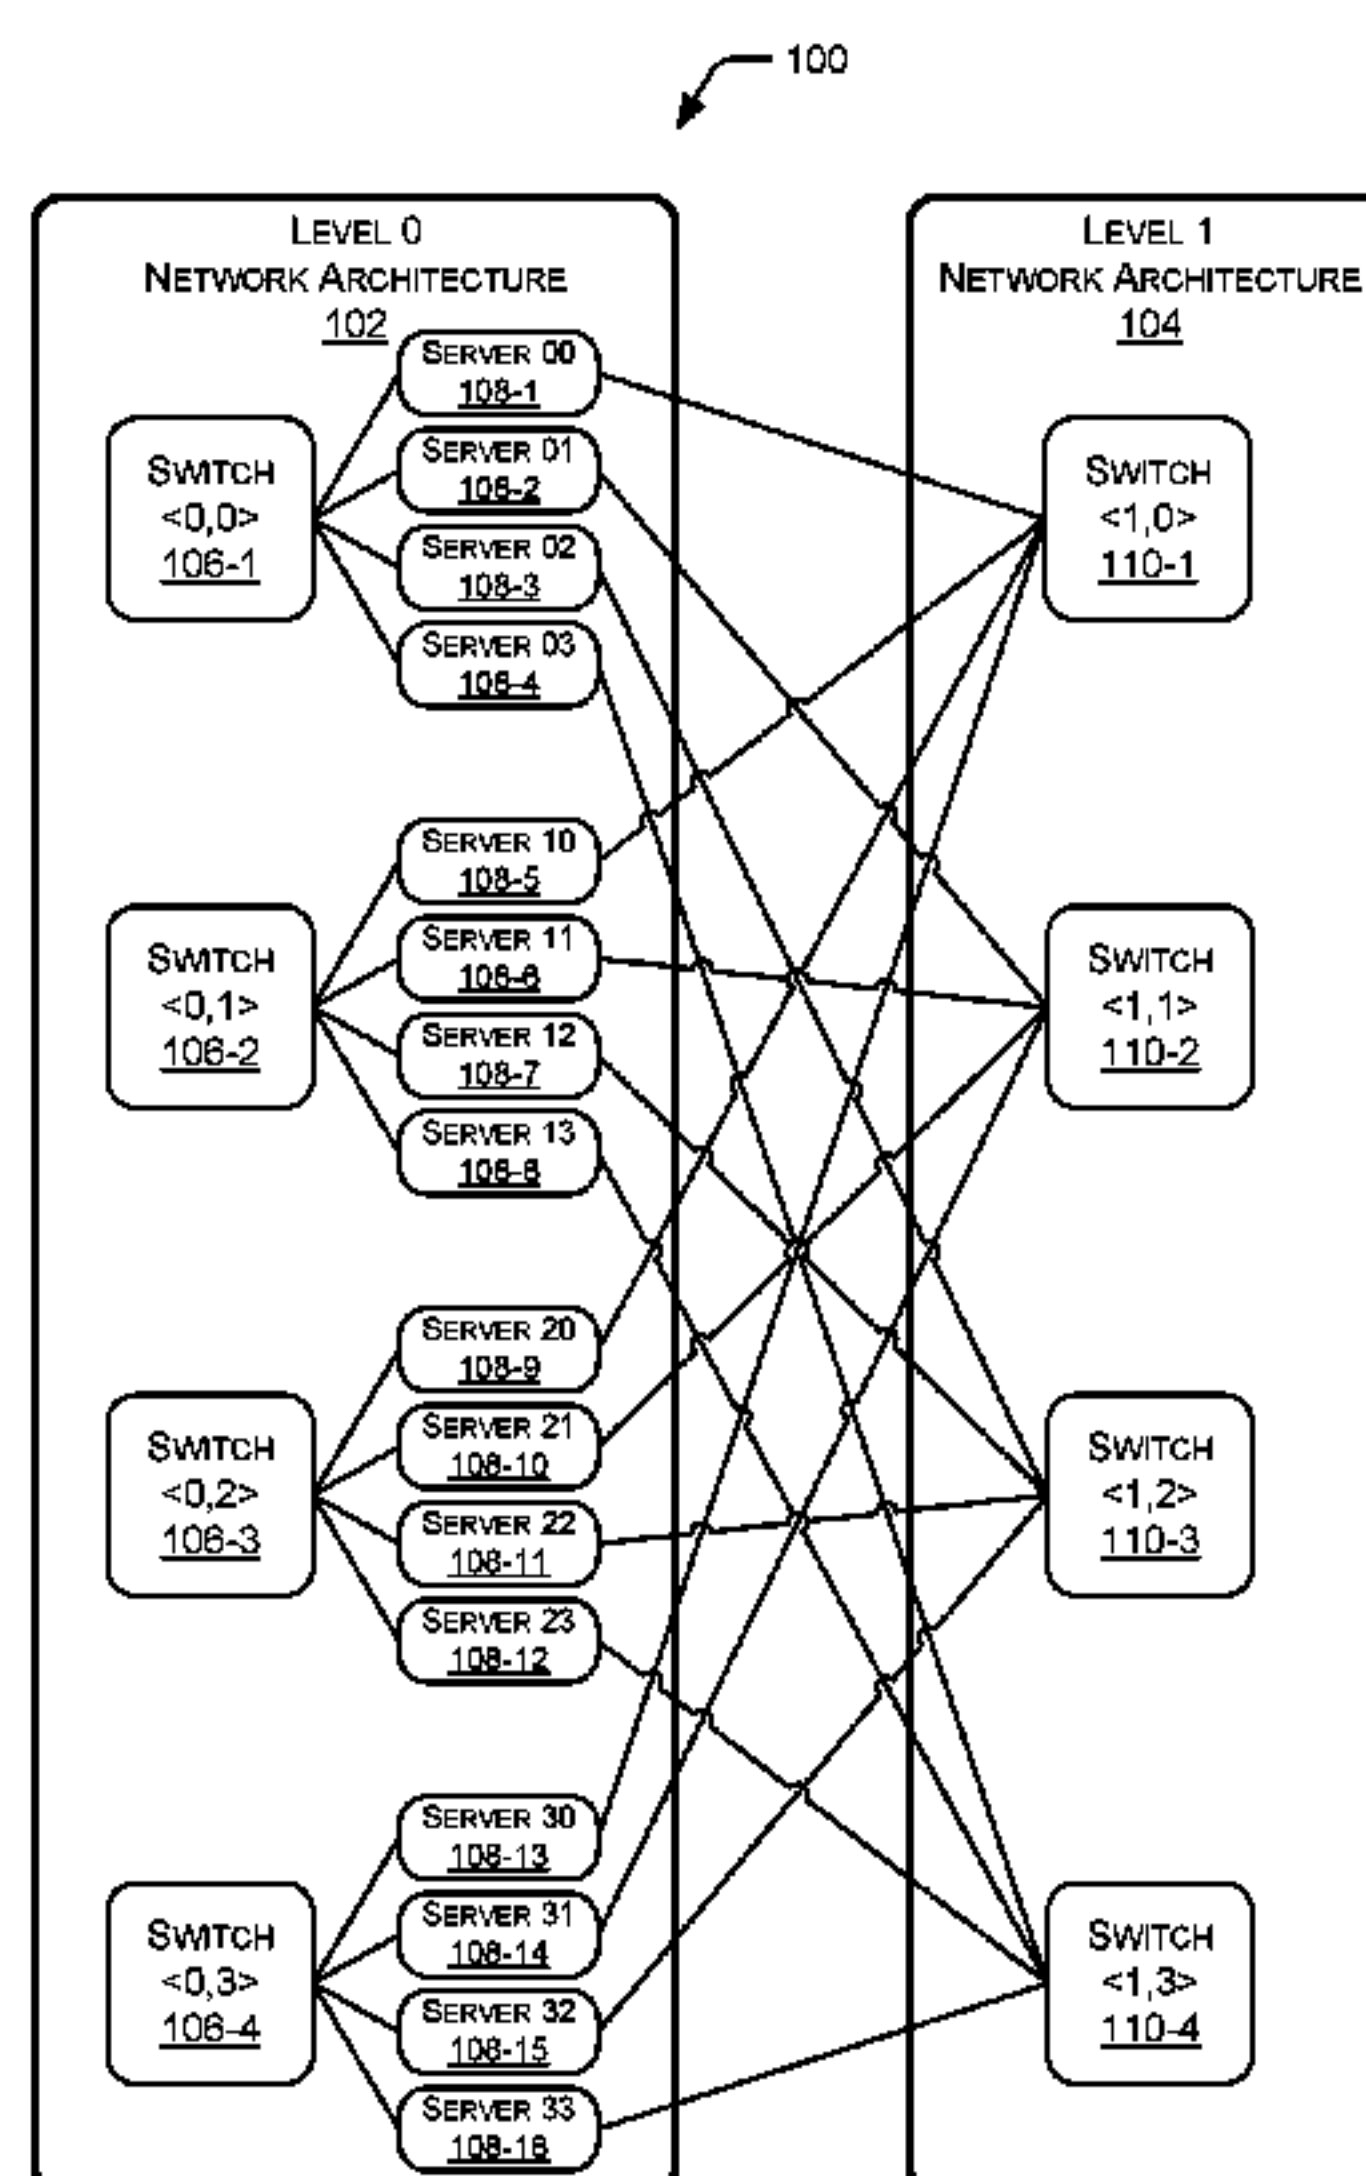 100
LEVEL 0
NETWORK ARCHITECTURE
102
SWITCH
<0,0>
106-1
SERVER 00
108-1
SERVER 01
108-2
SERVER 02
108-3
SERVER 03
108-4
SWITCH
<0,1>
106-2
SERVER 10
108-5
SERVER 11
108-6
SERVER 12
108-7
SERVER 13
108-8
SWITCH
<0,2>
106-3
SERVER 20
108-9
SERVER 21
108-10
SERVER 22
108-11
SERVER 23
108-12
SWITCH
<0,3>
106-4
SERVER 30
108-13
SERVER 31
108-14
SERVER 32
108-15
SERVER 33
108-16
LEVEL 1
NETWORK ARCHITECTURE
104
SWITCH
<1,0>
110-1
SWITCH
<1,1>
110-2
SWITCH
<1,2>
110-3
SWITCH
<1,3>
110-4